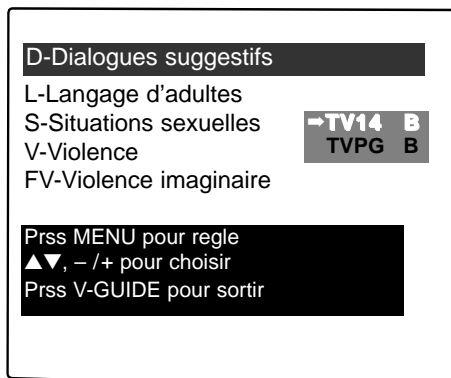 D-Dialogues suggestifs
L-Langage d’adultes
S-Situations sexuelles
V-Violence
FV-Violence imaginaire
➡TV14 B
TVPG B
Prss MENU pour regle
▲▼, – /+ pour choisir
Prss V-GUIDE pour sortir